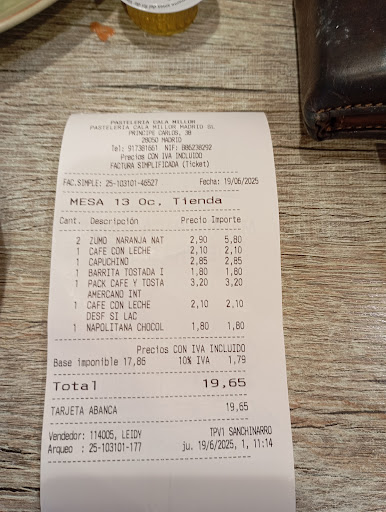 PASTELERIA CALA MILLOR
PASTELERIA CALA MILLOR MADRID SL
PRINCIPE CARLOS, 30
28050 MADRID
Tel: 917381661 NIF: B86238292
Precios CON IVA INCLUIDO
FACTURA SIMPLIFICADA (Ticket)
FAC.SIMPLE: 25-103101-46527 Fecha: 19/06/2025
MESA 13 Oc. Tienda
Cant. Descripción Precio Importe
2 ZUMO NARANJA NAT 2,90 5,80
1 CAFE CON LECHE 2,10 2,10
1 CAPUCHINO 2,85 2,85
1 BARRITA TOSTADA I 1,80 1,80
1 PACK CAFE Y TOSTA 3,20 3,20
AMERCANO INT
1 CAFE CON LECHE 2,10 2,10
DESF SI LAC
1 NAPOLITANA CHOCOL 1,80 1,80
Precios CON IVA INCLUIDO
Base imponible 17,86 10% IVA 1,79
Total 19,65
TARJETA ABANCA 19,65
Vendedor: 114005, LEIDY TPV1 SANCHINARRO
Arqueo : 25-103101-177 ju. 19/6/2025, 1, 11:14